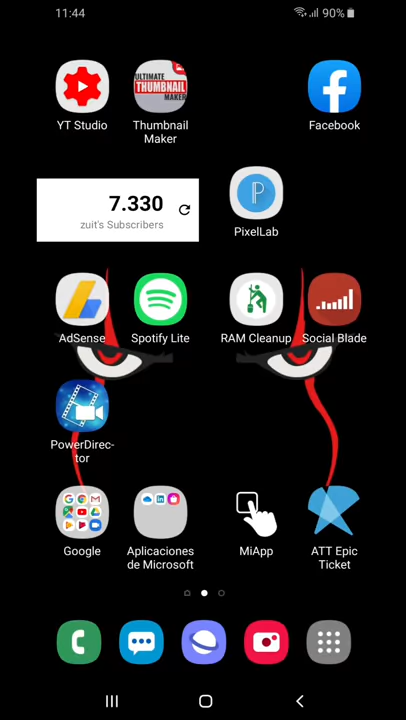 11:44
90%
YT Studio
ULTIMATE
THUMBNAIL
MAKER
Thumbnail
Maker
Facebook
7.330
zuit's Subscribers
PixelLab
AdSense
Spotify Lite
RAM Cleanup
Social Blade
PowerDirec-
tor
Google
Aplicaciones
de Microsoft
MiApp
ATT Epic
Ticket